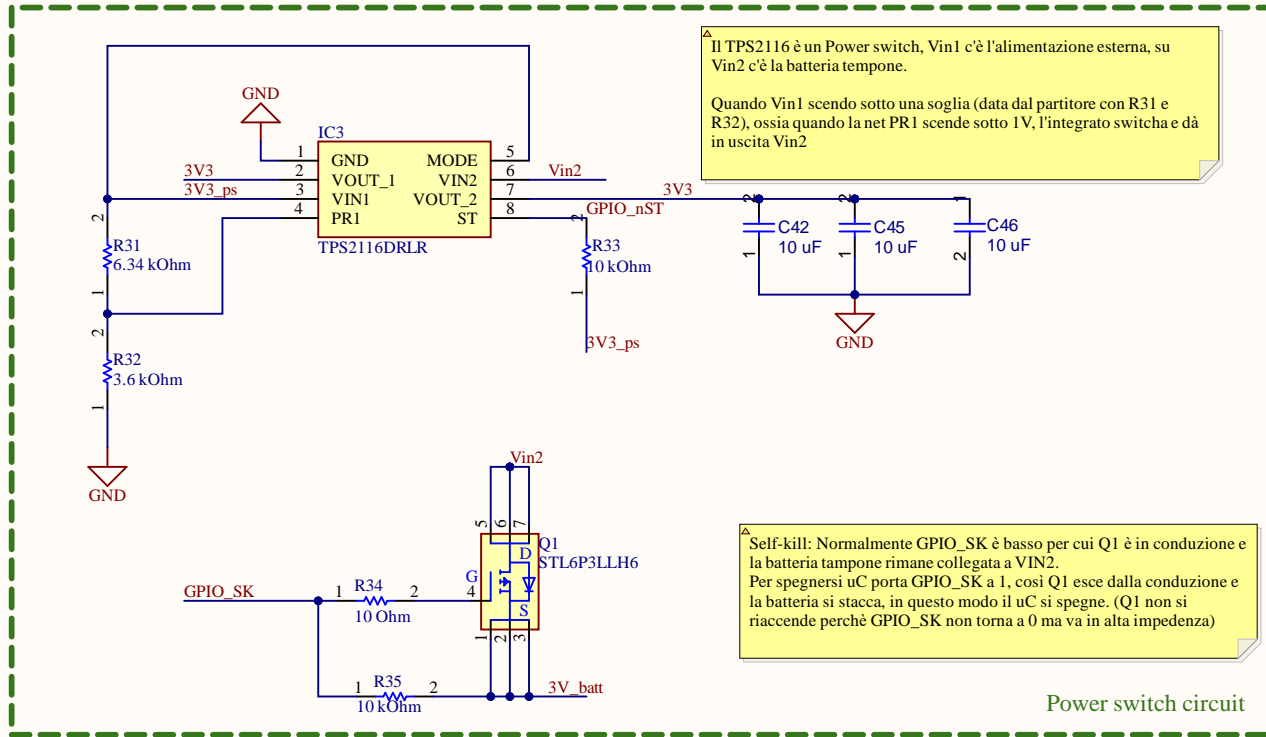 Il TPS2116 è un Power switch, Vin1 c'è l'alimentazione esterna, su
Vin2 c'è la batteria tempone.
Quando Vin1 scendo sotto una soglia (data dal partitore con R31 e
R32), ossia quando la net PR1 scende sotto 1V, l'integrato switcha e dà
in uscita Vin2
GND
IC3
1 GND MODE 5
3V3 2 VOUT_1 VIN2 6 Vin2
3V3_ps 3 VIN1 VOUT_2 7 3V3
4 PR1 ST 8 GPIO_nST
TPS2116DRLR
2
R31
6.34 kOhm
1
2
R32
3.6 kOhm
1
GND
2
R33
10 kOhm
1
3V3_ps
2
C42
10 uF
1
2
C45
10 uF
1
1
C46
10 uF
2
GND
Vin2
5 6 7
Q1
STL6P3LLH6
D
G
S
4
1 2 3
GPIO_SK
1 R34 2
10 Ohm
1 R35 2
10 kOhm
3V_batt
Self-kill: Normalmente GPIO_SK è basso per cui Q1 è in conduzione e
la batteria tampone rimane collegata a VIN2.
Per spegnersi uC porta GPIO_SK a 1, così Q1 esce dalla conduzione e
la batteria si stacca, in questo modo il uC si spegne. (Q1 non si
riaccende perchè GPIO_SK non torna a 0 ma va in alta impedenza)
Power switch circuit